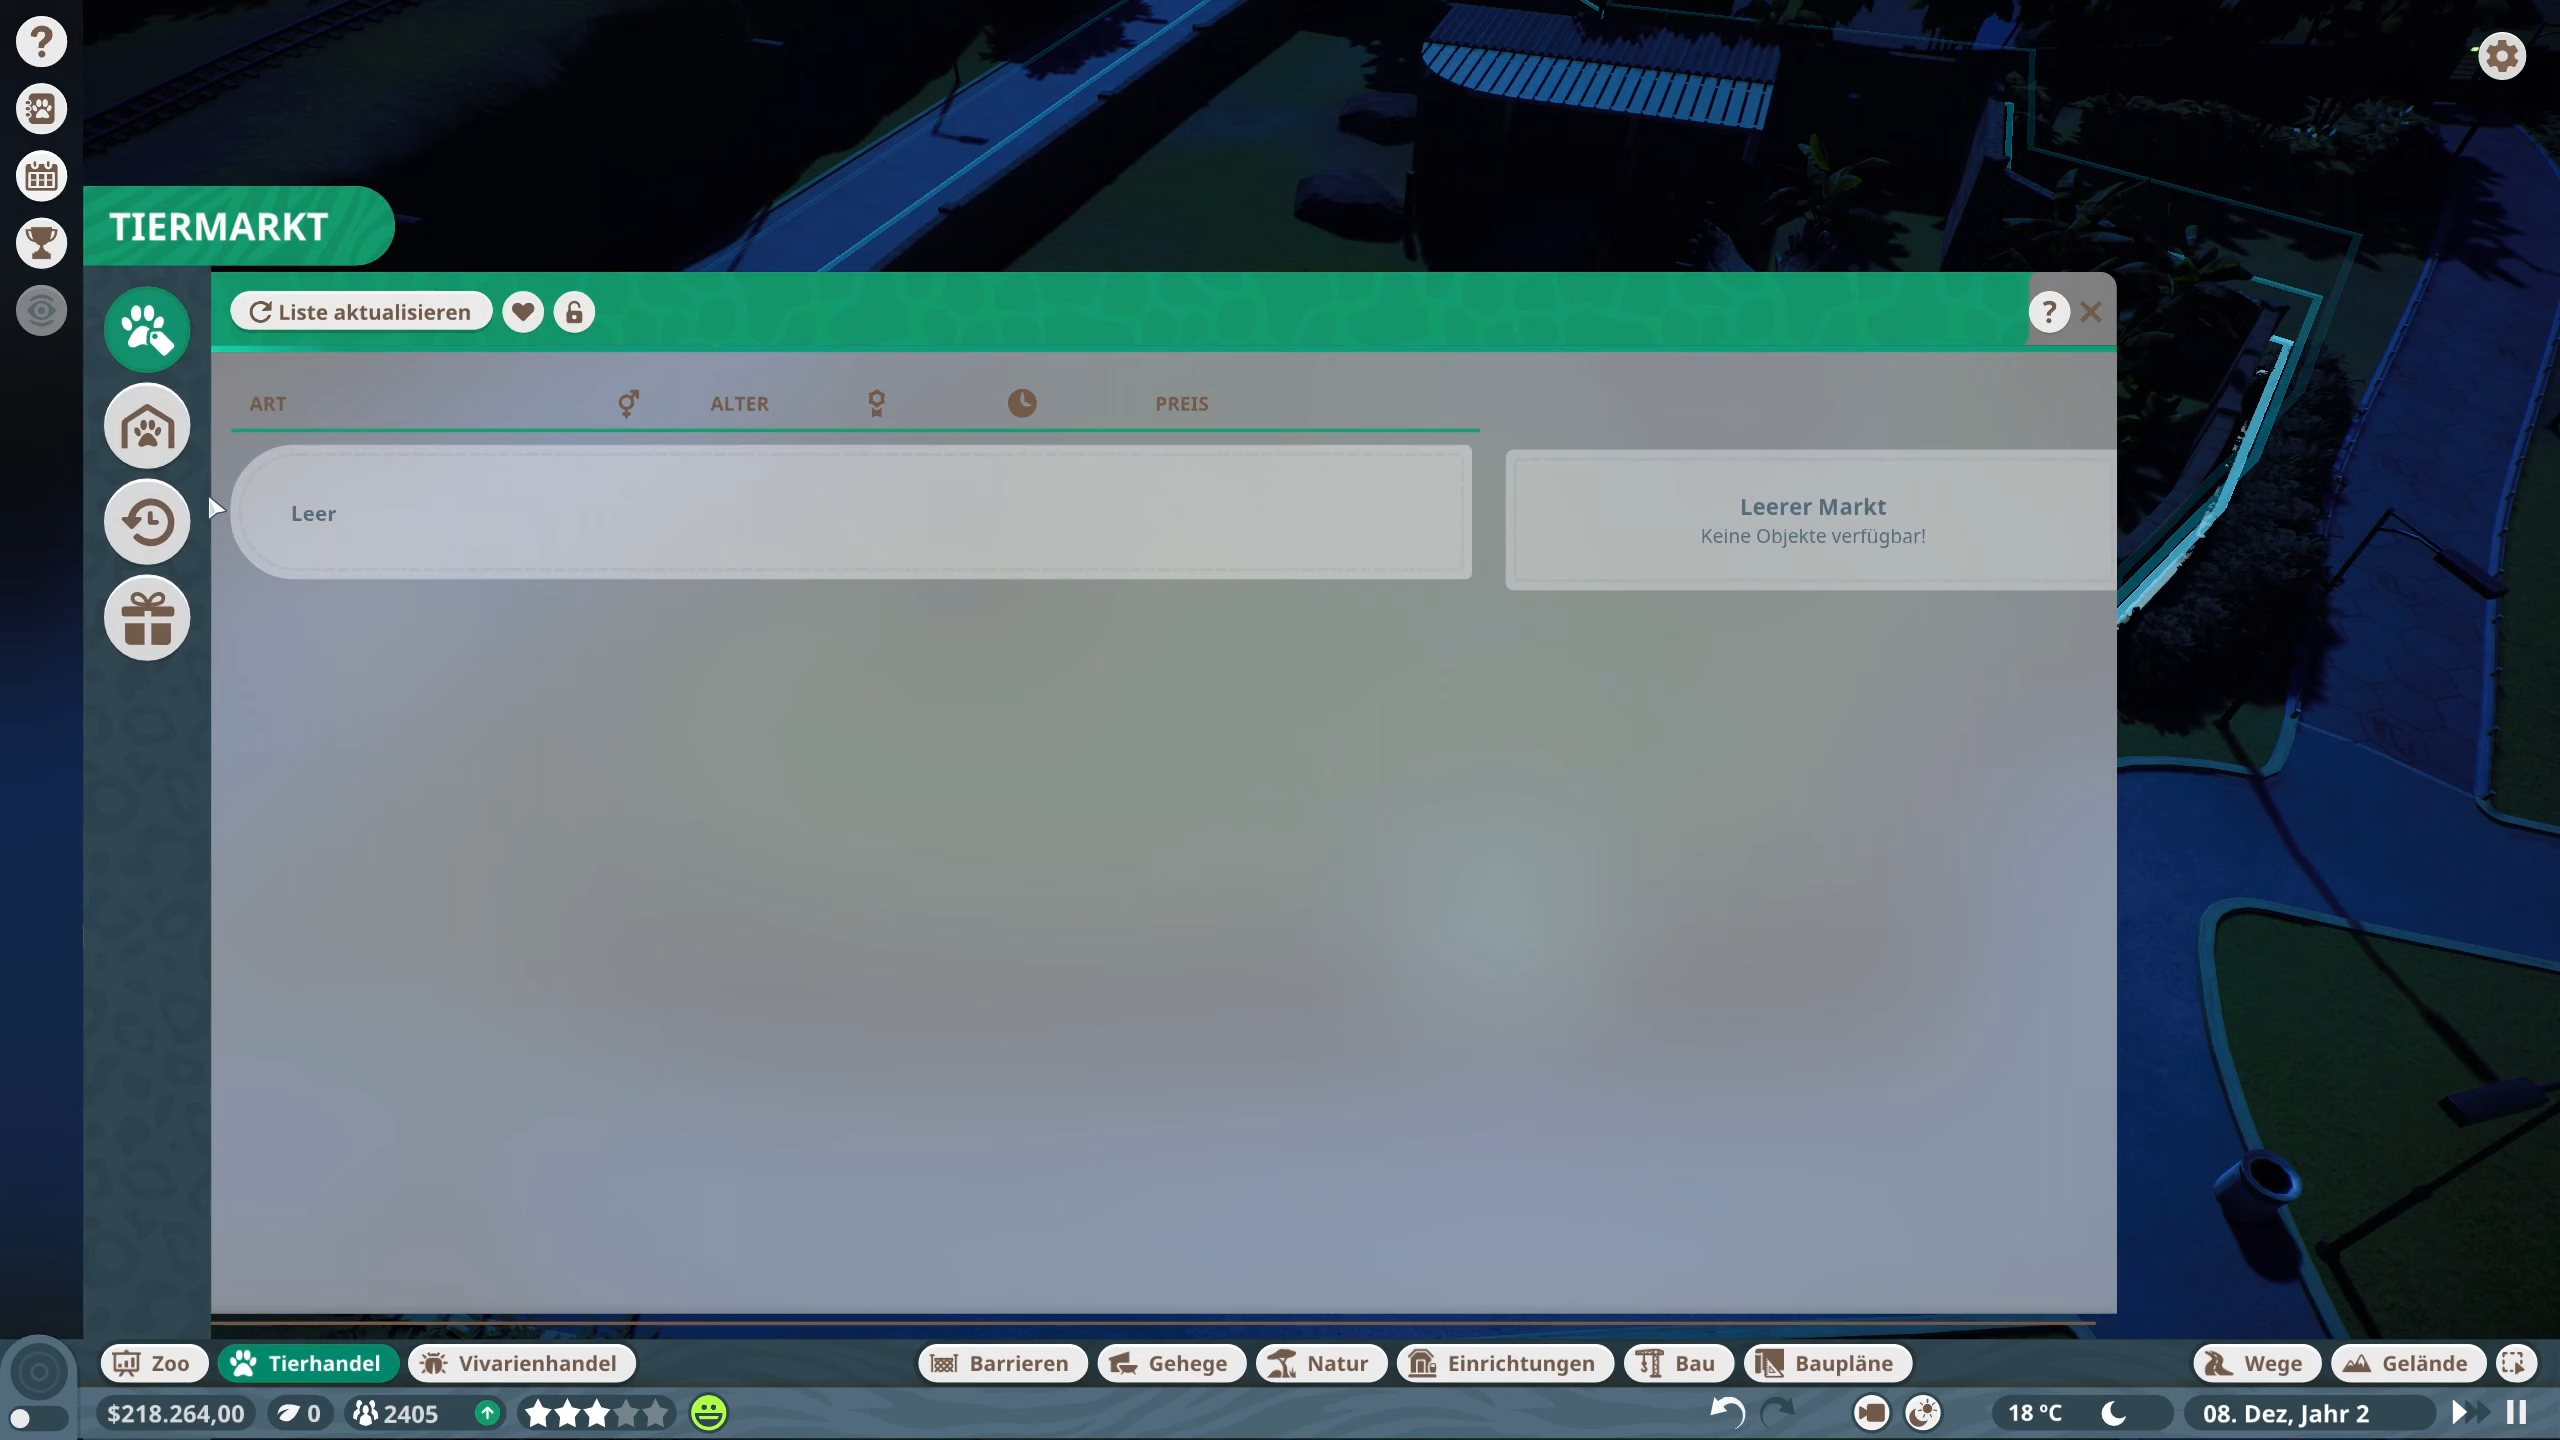 TIERMARKT
Liste aktualisieren
?
?
ART
ALTER
PREIS
Leer
Leerer Markt
Keine Objekte verfügbar!
Zoo
Tierhandel
Vivarienhandel
Barrieren
Gehege
Natur
Einrichtungen
Bau
Baupläne
Wege
Gelände
$218.264,00
0
2405
18 °C
08. Dez, Jahr 2